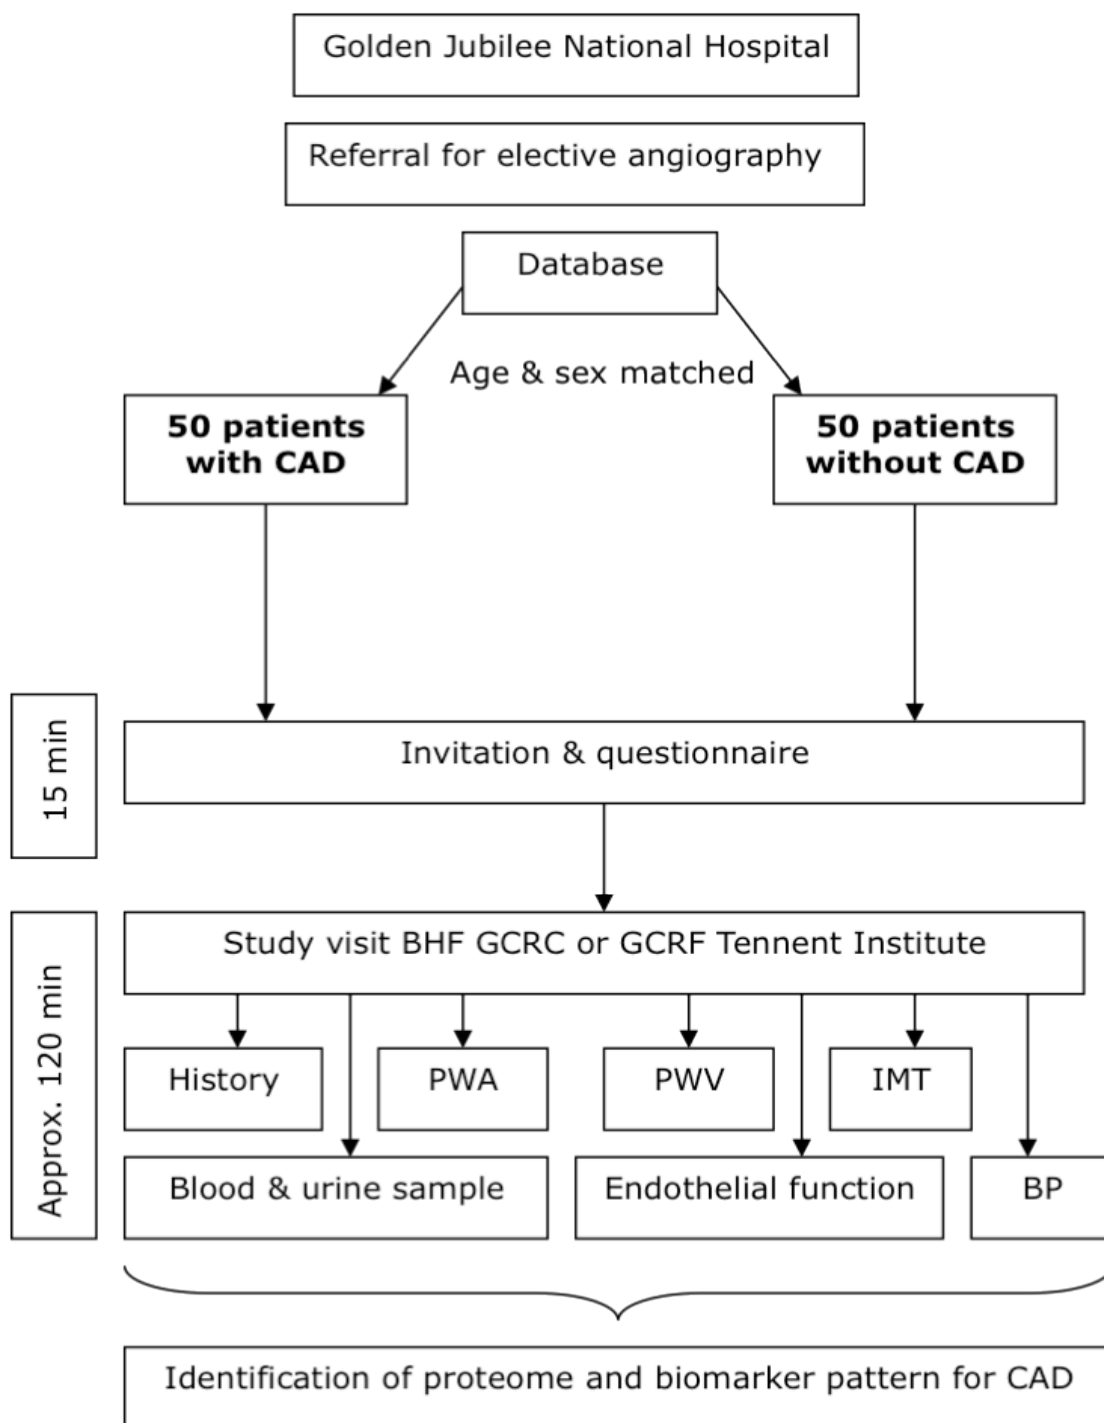 Golden Jubilee National Hospital
Referral for elective angiography
Database
Age & sex matched
50 patients
with CAD
50 patients
without CAD
15 min
Invitation & questionnaire
Approx. 120 min
Study visit BHF GCRC or GCRF Tennent Institute
History
PWA
PWV
IMT
Blood & urine sample
Endothelial function
BP
Identification of proteome and biomarker pattern for CAD